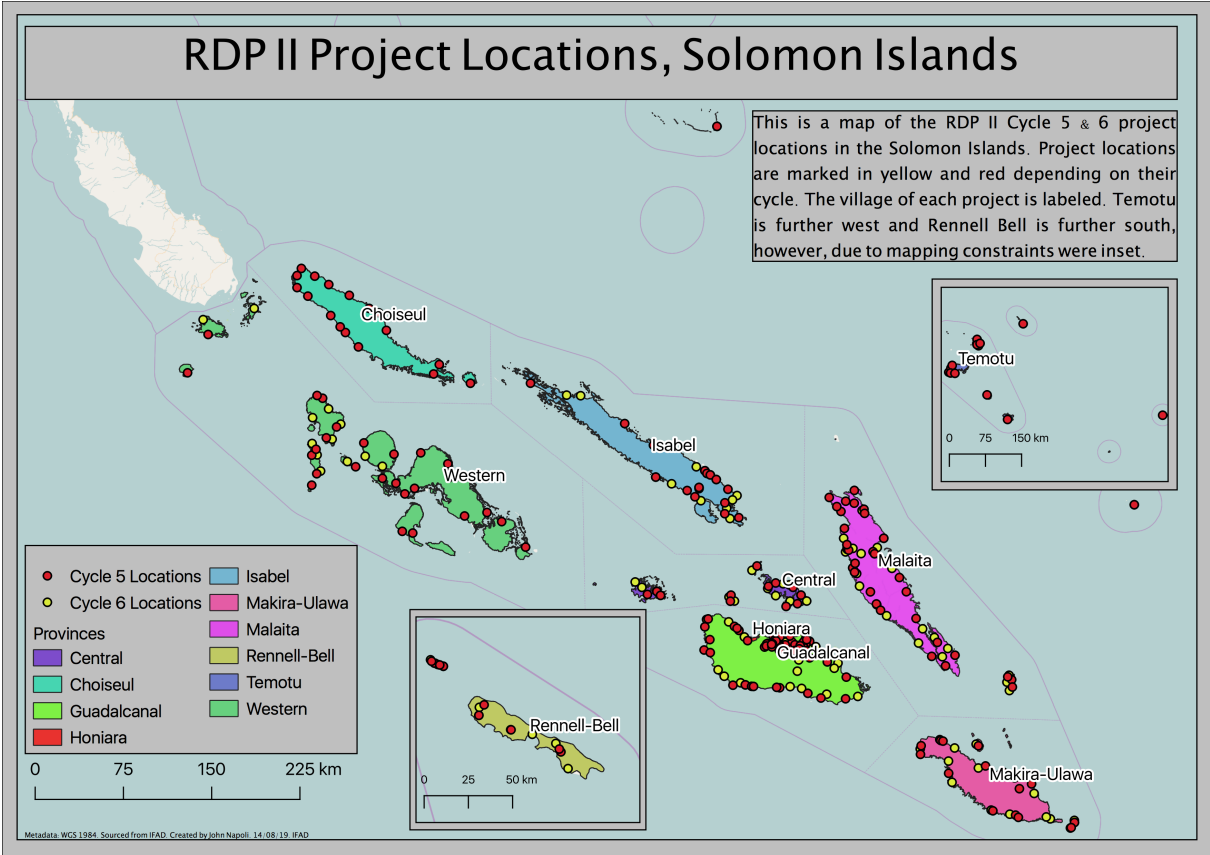 RDP II Project Locations, Solomon Islands
This is a map of the RDP II Cycle 5 & 6 project
locations in the Solomon Islands. Project locations
are marked in yellow and red depending on their
cycle. The village of each project is labeled. Temotu
is further west and Rennell Bell is further south,
however, due to mapping constraints were inset.
Choiseul
Temotu
0 75 150 km
Isabel
Western
Malaita
Central
Honiara
Guadalcanal
Makira-Ulawa
Rennell-Bell
0 25 50 km
Cycle 5 Locations
Cycle 6 Locations
Provinces
Central
Choiseul
Guadalcanal
Honiara
Isabel
Makira-Ulawa
Malaita
Rennell-Bell
Temotu
Western
0 75 150 225 km
Metadata: WGS 1984. Sourced from IFAD. Created by John Napoli. 14/08/19. IFAD